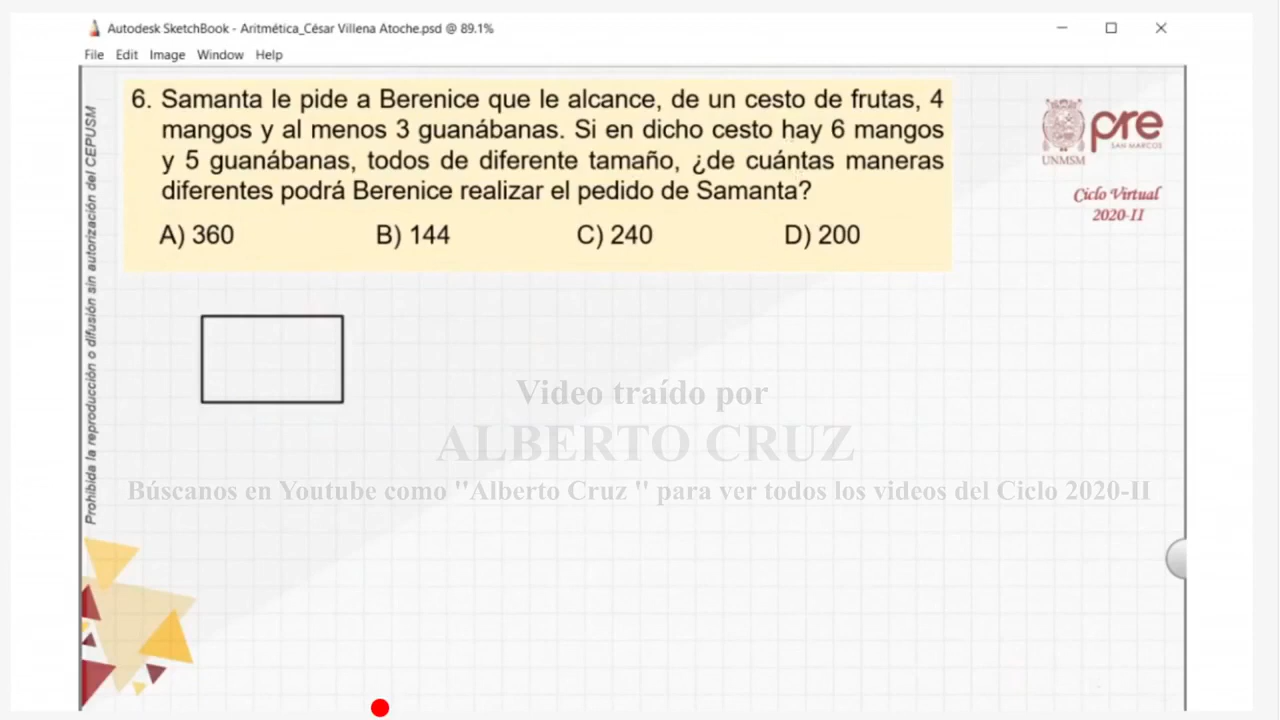 Autodesk SketchBook - Aritmética_César Villena Atoche.psd @ 89.1%
File Edit Image Window Help
6. Samanta le pide a Berenice que le alcance, de un cesto de frutas, 4
mangos y al menos 3 guanábanas. Si en dicho cesto hay 6 mangos
y 5 guanábanas, todos de diferente tamaño, ¿de cuántas maneras
diferentes podrá Berenice realizar el pedido de Samanta?
A) 360 B) 144 C) 240 D) 200
UNMSM
pre
SAN MARCOS
Ciclo Virtual
2020-II
Prohibida la reproducción o difusión sin autorización del CEPUSM
Video traído por
ALBERTO CRUZ
Búscanos en Youtube como "Alberto Cruz " para ver todos los videos del Ciclo 2020-II